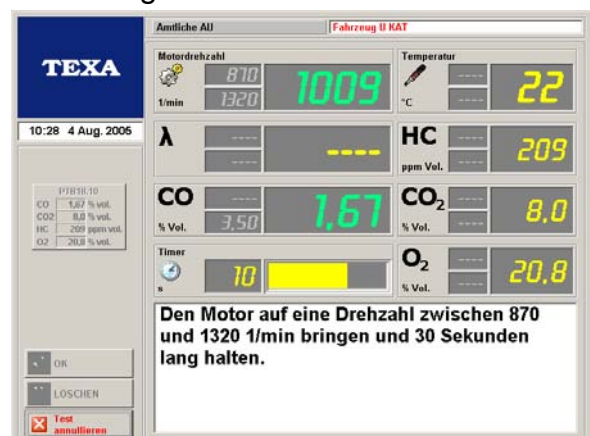 Amtliche AU
Fahrzeug U KAT
TEXA
10:28 4 Aug. 2005
PTB18.10
CO 1,67 % vol.
CO2 8,0 % vol.
HC 209 ppm vol.
O2 20,8 % vol.
OK
LOSCHEN
Test
annullieren
Motordrehzahl
870
1/min 1320 1009
Temperatur
----
°C ---- 22
λ ----
---- ----
HC ----
ppm Vol. ---- 209
CO ----
% Vol. 3,50 1,67
CO2 ----
% Vol. ---- 8,0
Timer
s 10
O2 ----
% Vol. ---- 20,8
Den Motor auf eine Drehzahl zwischen 870
und 1320 1/min bringen und 30 Sekunden
lang halten.